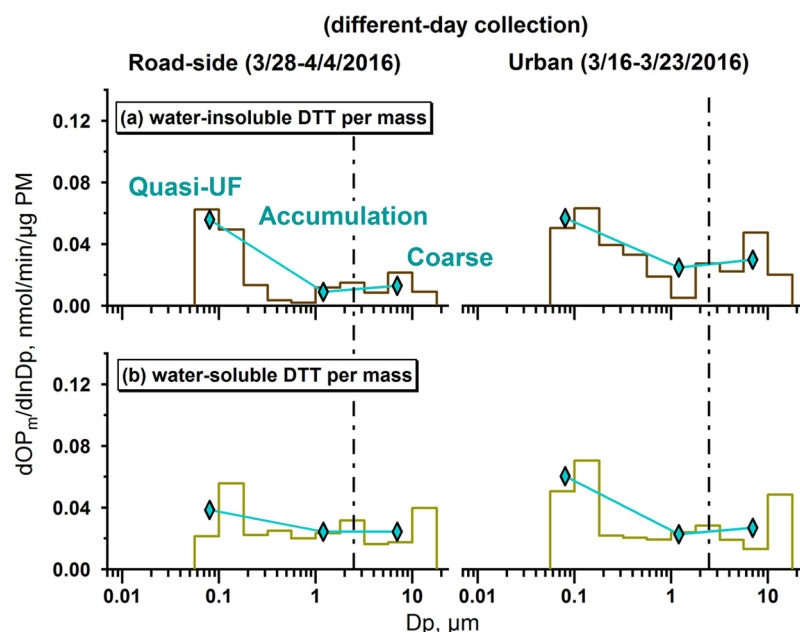 (different-day collection)
Road-side (3/28-4/4/2016)
Urban (3/16-3/23/2016)
(a) water-insoluble DTT per mass
Quasi-UF
Accumulation
Coarse
0.12
0.08
0.04
0.00
(b) water-soluble DTT per mass
0.12
0.08
0.04
0.00
dOPm/dlnDp, nmol/min/µg PM
0.01 0.1 1 10
0.01 0.1 1 10
Dp, µm